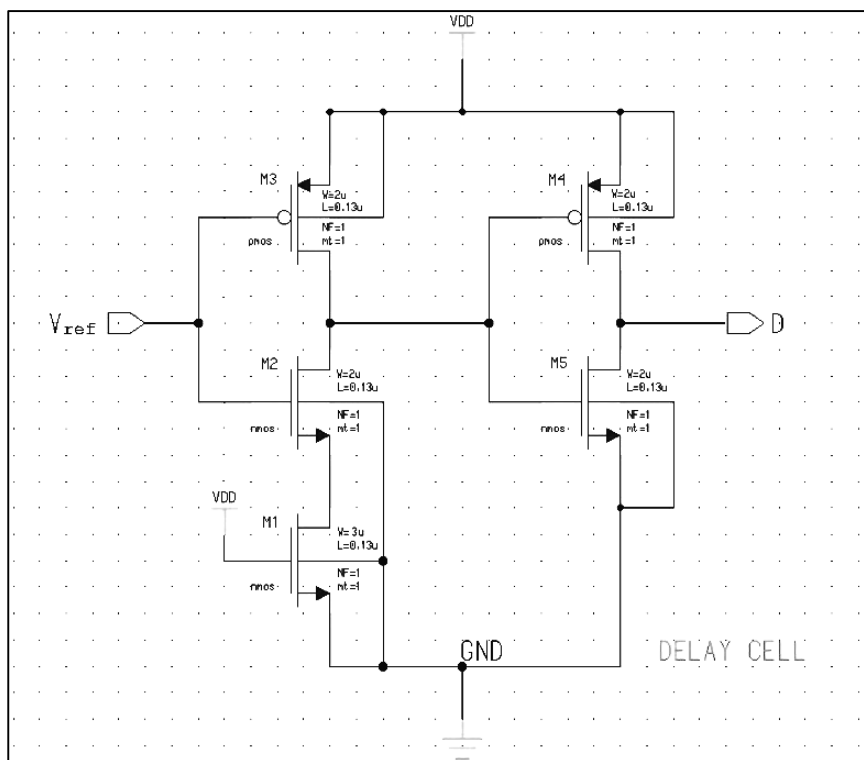 VDD
M3
W=2u
L=0.13u
NF=1
mt=1
pmos
M4
W=2u
L=0.13u
NF=1
mt=1
pmos
Vref
D
M2
W=2u
L=0.13u
NF=1
mt=1
nmos
M5
W=2u
L=0.13u
NF=1
mt=1
nmos
VDD
M1
W=3u
L=0.13u
NF=1
mt=1
nmos
GND
DELAY CELL